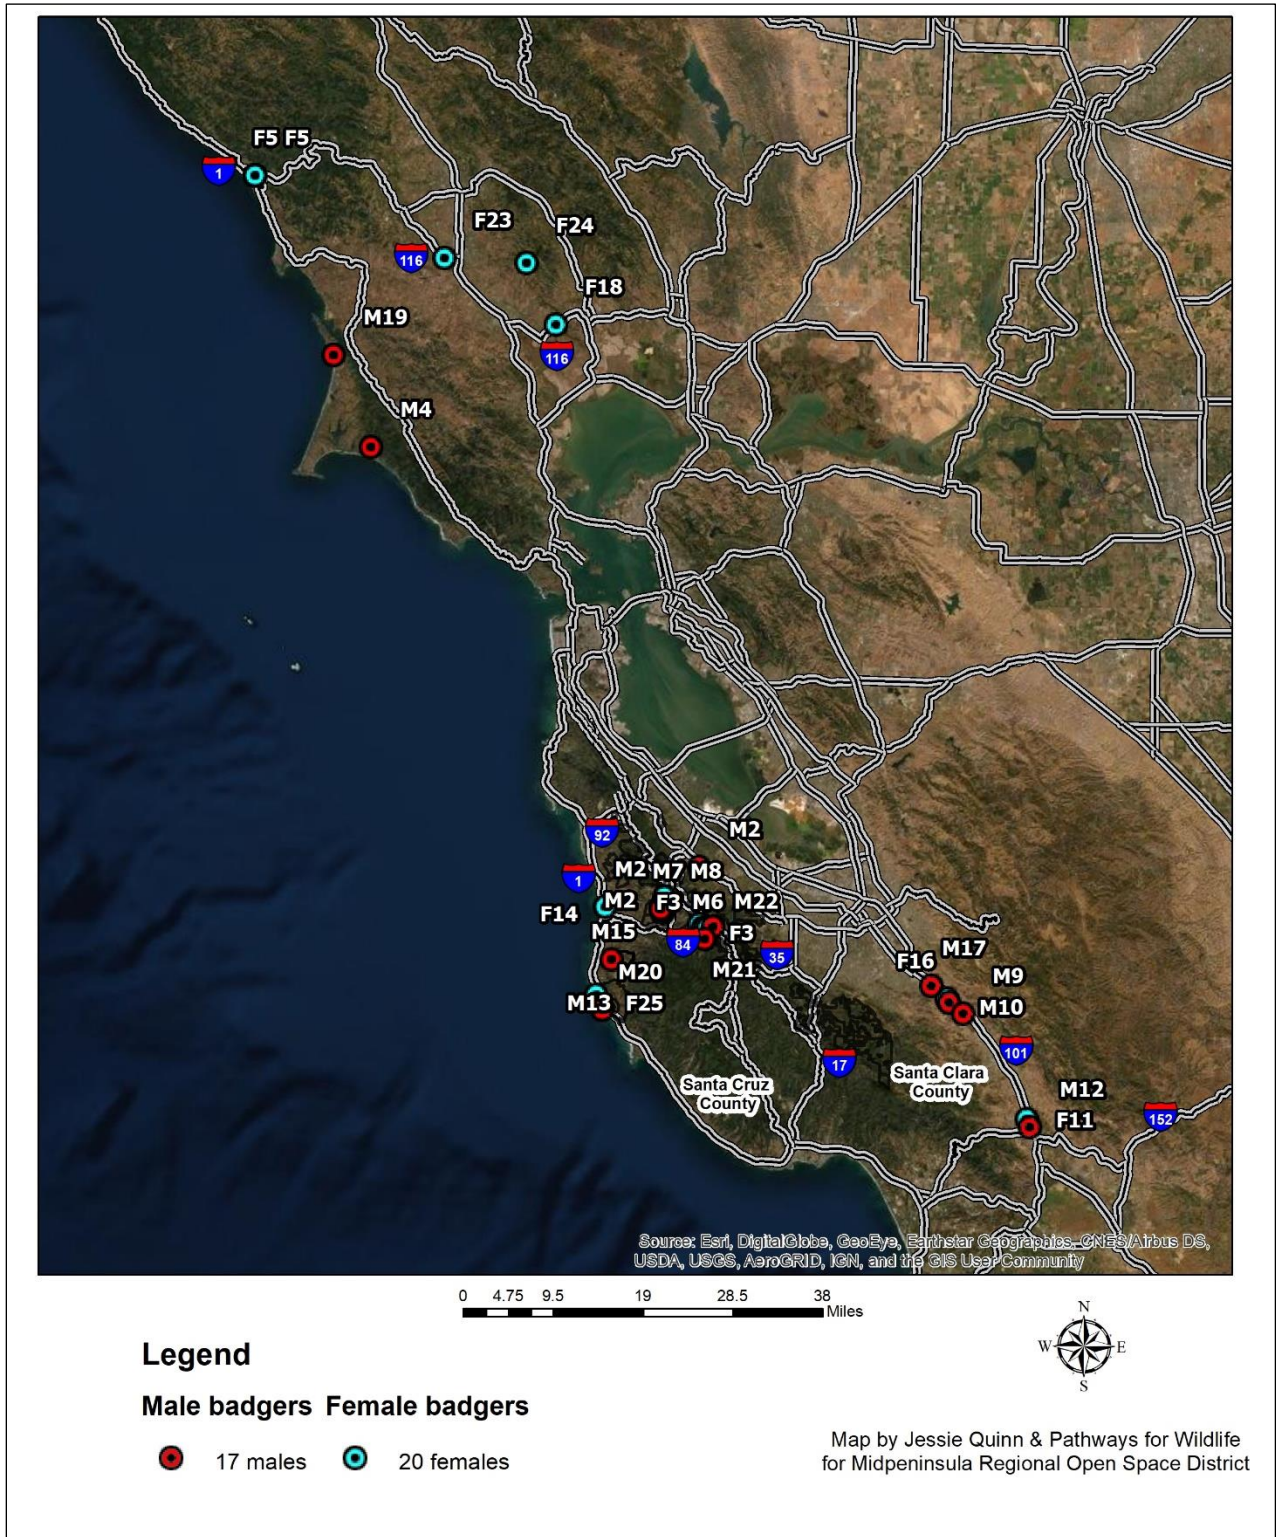 F5 F5
1
F23
F24
116
F18
M19
116
M4
M2
92
M2 M7 M8
1
M2 F3 M6 M22
F14
M15 84 F3 35
M17
M20 M21
F16
M9
M13 F25
M10
101
17
Santa Clara
County
Santa Cruz
County
M12
F11
152
Source: Esri, DigitalGlobe, GeoEye, Earthstar Geographics, CNES/Airbus DS,
USDA, USGS, AeroGRID, IGN, and the GIS User Community
0 4.75 9.5 19 28.5 38
Miles
N
W E
S
Legend
Male badgers Female badgers
17 males 20 females
Map by Jessie Quinn & Pathways for Wildlife
for Midpeninsula Regional Open Space District